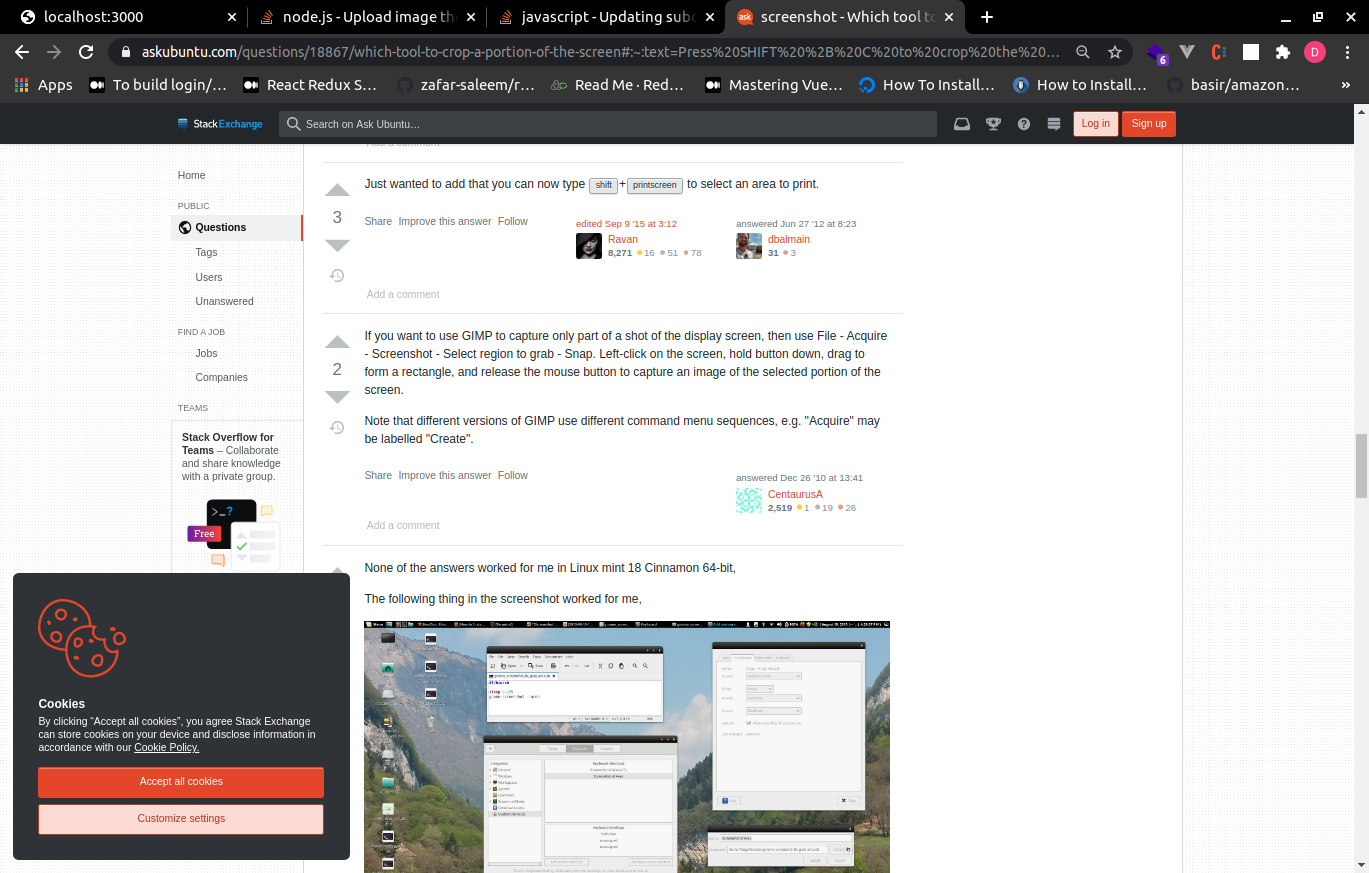 localhost:3000
node.js - Upload image th
javascript - Updating subd
screenshot - Which tool to
askubuntu.com/questions/18867/which-tool-to-crop-a-portion-of-the-screen#:~:text=Press%20SHIFT%20%2B%20C%20to%20crop%20the%20...
6
D
Apps
To build login/...
React Redux S...
zafar-saleem/r...
Read Me · Red...
Mastering Vue...
How To Install...
How to Install...
basir/amazon...
»
StackExchange
Search on Ask Ubuntu…
Log in
Sign up
Add a comment
Home
PUBLIC
Questions
Tags
Users
Unanswered
FIND A JOB
Jobs
Companies
TEAMS
Stack Overflow for
Teams – Collaborate
and share knowledge
with a private group.
>_?
Free
Just wanted to add that you can now type shift+printscreen to select an area to print.
3
Share Improve this answer Follow
edited Sep 9 '15 at 3:12
Ravan
8,271 16 51 78
answered Jun 27 '12 at 8:23
dbalmain
31 3
Add a comment
If you want to use GIMP to capture only part of a shot of the display screen, then use File - Acquire
- Screenshot - Select region to grab - Snap. Left-click on the screen, hold button down, drag to
form a rectangle, and release the mouse button to capture an image of the selected portion of the
screen.
2
Note that different versions of GIMP use different command menu sequences, e.g. "Acquire" may
be labelled "Create".
Share Improve this answer Follow
answered Dec 26 '10 at 13:41
CentaurusA
2,519 1 19 26
Add a comment
None of the answers worked for me in Linux mint 18 Cinnamon 64-bit,
The following thing in the screenshot worked for me,
Cookies
By clicking “Accept all cookies”, you agree Stack Exchange
can store cookies on your device and disclose information in
accordance with our Cookie Policy.
Accept all cookies
Customize settings